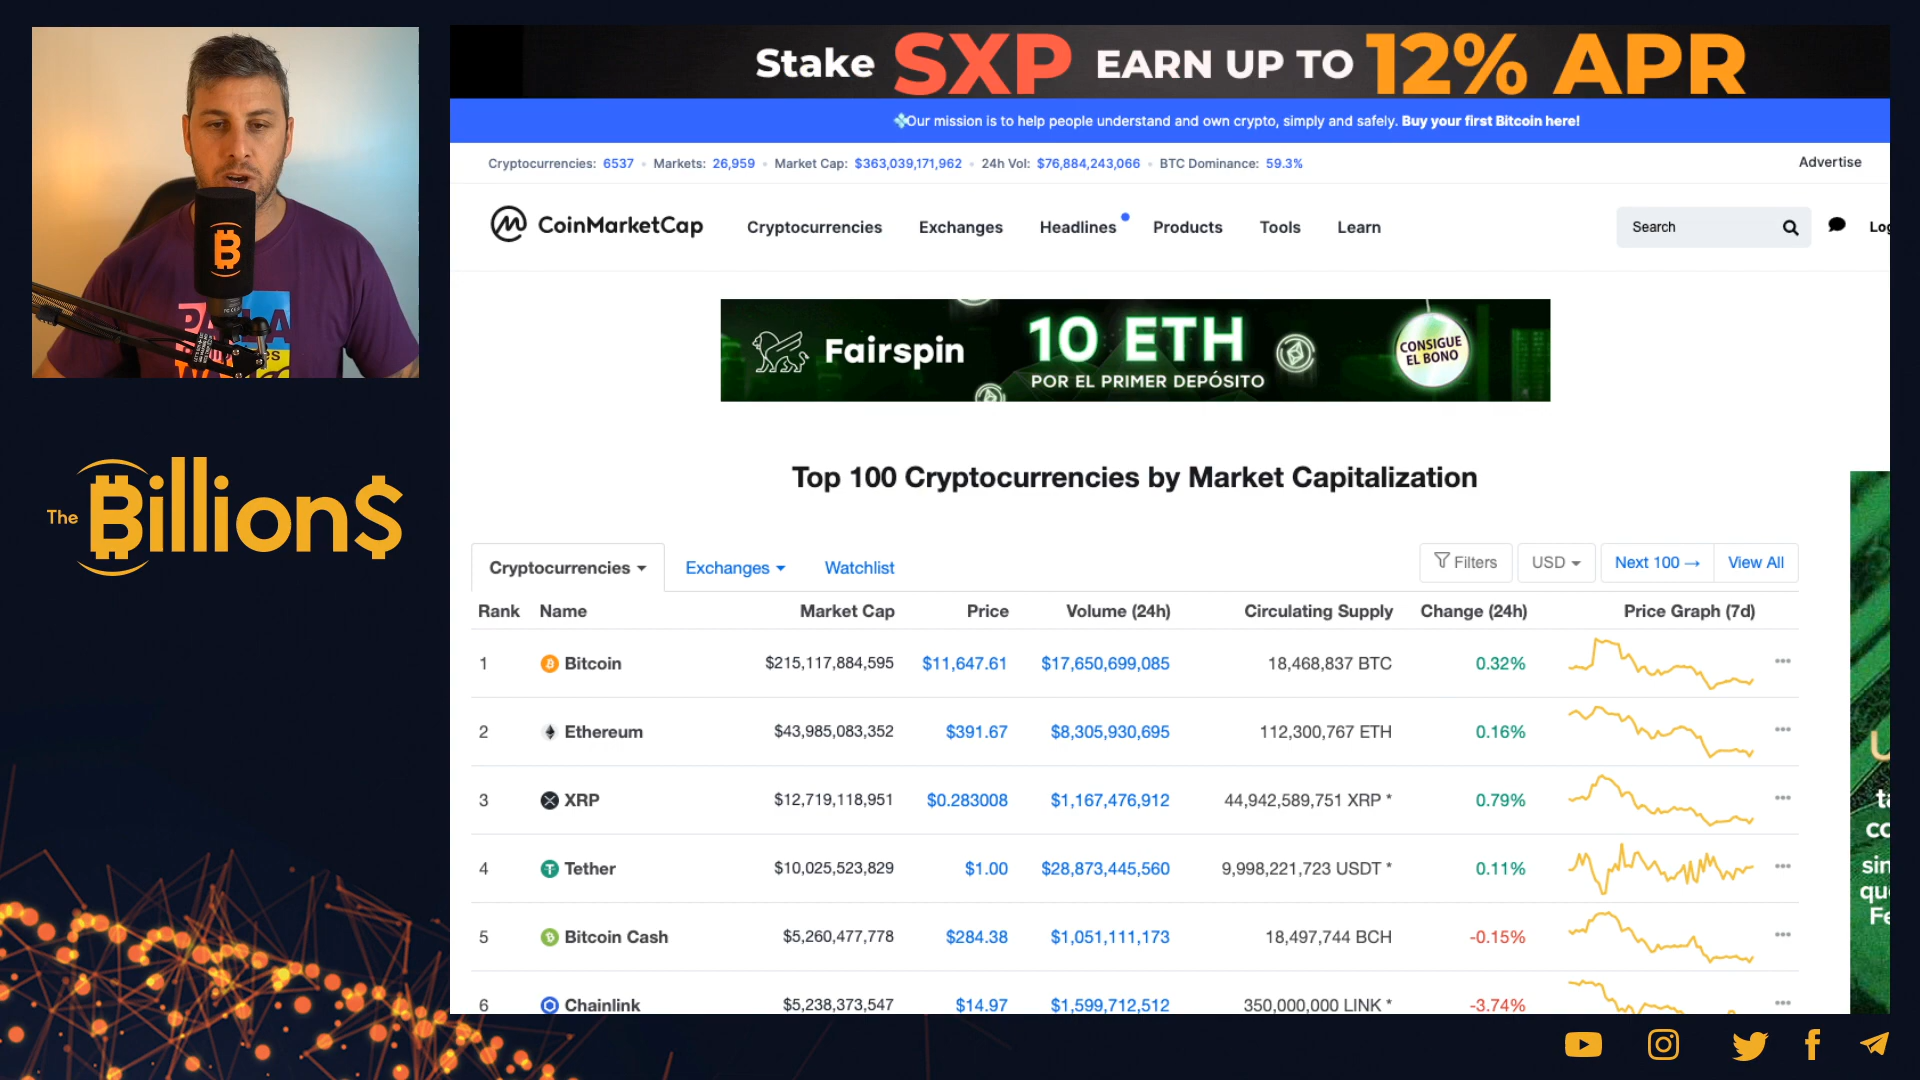 Stake SXP EARN UP TO 12% APR
Our mission is to help people understand and own crypto, simply and safely. Buy your first Bitcoin here!
Cryptocurrencies: 6537 • Markets: 26,959 • Market Cap: $363,039,171,962 • 24h Vol: $76,884,243,066 • BTC Dominance: 59.3%
Advertise
CoinMarketCap Cryptocurrencies Exchanges Headlines Products Tools Learn Search
Fairspin 10 ETH
POR EL PRIMER DEPÓSITO
CONSIGUE
EL BONO
The Billion$
Top 100 Cryptocurrencies by Market Capitalization
Cryptocurrencies Exchanges Watchlist Filters USD Next 100 → View All
Rank Name Market Cap Price Volume (24h) Circulating Supply Change (24h) Price Graph (7d)
1 Bitcoin $215,117,884,595 $11,647.61 $17,650,699,085 18,468,837 BTC 0.32%
2 Ethereum $43,985,083,352 $391.67 $8,305,930,695 112,300,767 ETH 0.16%
3 XRP $12,719,118,951 $0.283008 $1,167,476,912 44,942,589,751 XRP * 0.79%
4 Tether $10,025,523,829 $1.00 $28,873,445,560 9,998,221,723 USDT * 0.11%
5 Bitcoin Cash $5,260,477,778 $284.38 $1,051,111,173 18,497,744 BCH -0.15%
6 Chainlink $5,238,373,547 $14.97 $1,599,712,512 350,000,000 LINK * -3.74%